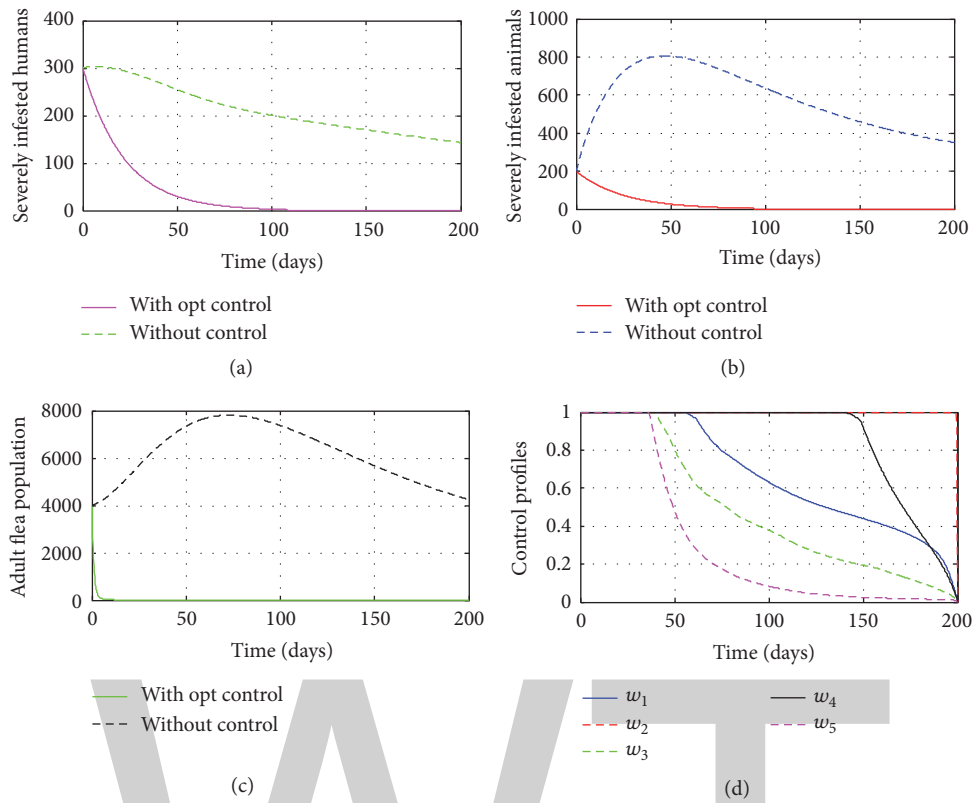 400
300
200
100
0
Severely infested humans
0 50 100 150 200
Time (days)
With opt control
Without control
(a)
1000
800
600
400
200
0
Severely infested animals
0 50 100 150 200
Time (days)
With opt control
Without control
(b)
8000
6000
4000
2000
0
Adult flea population
0 50 100 150 200
Time (days)
With opt control
Without control
(c)
1
0.8
0.6
0.4
0.2
0
Control profiles
0 50 100 150 200
Time (days)
w₁
w₂
w₃
w₄
w₅
(d)